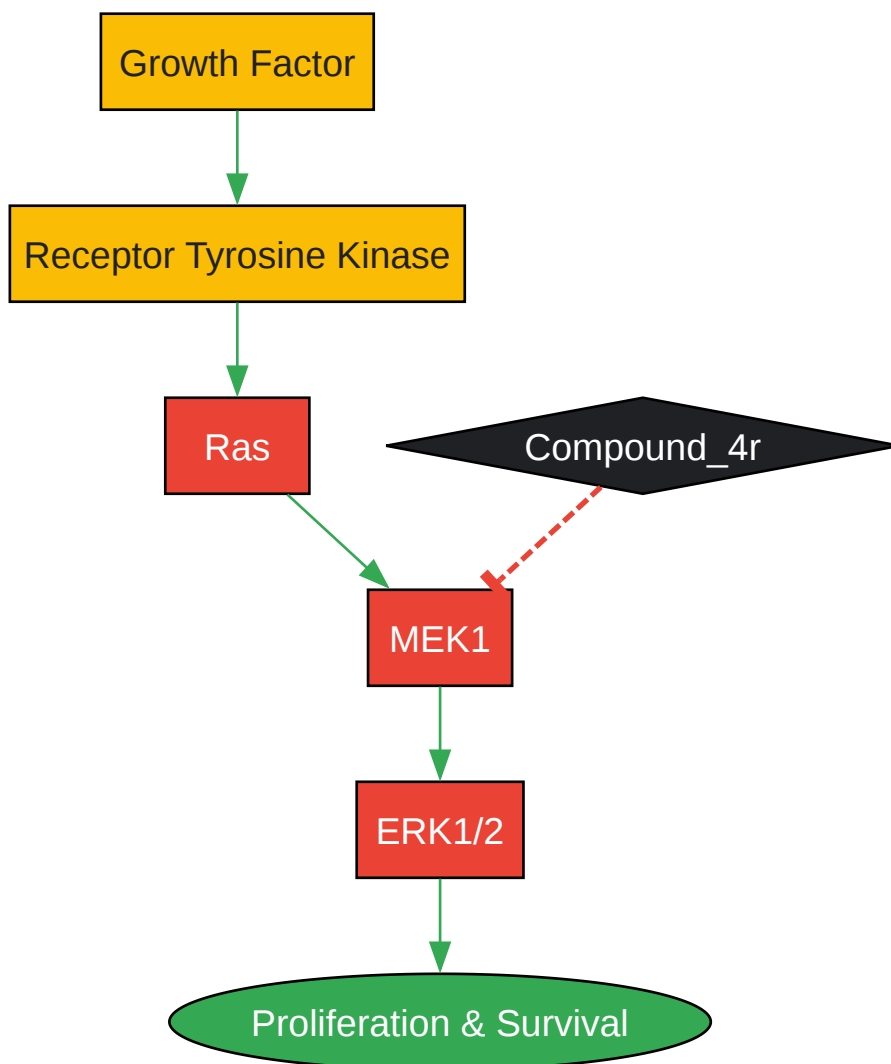 Growth Factor
Receptor Tyrosine Kinase
Ras
Compound_4r
MEK1
ERK1/2
Proliferation & Survival